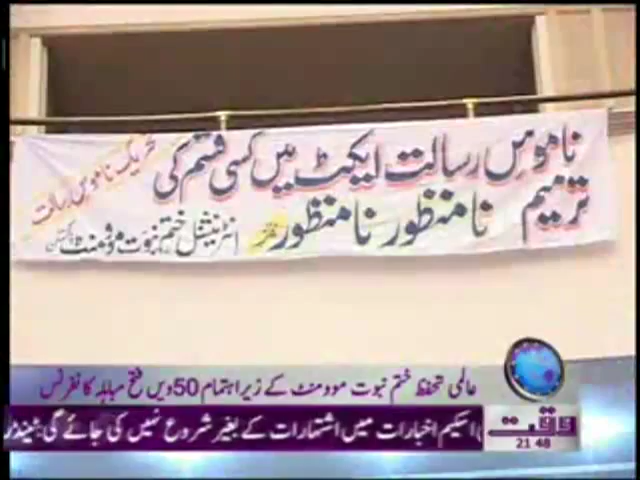 ناموسِ رسالت ایکٹ میں کسی قسم کی
ترمیم نامنظور نامنظور
تحریک ناموس رسالت
انٹرنیشنل ختم نبوت موومنٹ پاکستان
عالمی تحفظ ختم نبوت موومنٹ کے زیر اہتمام 50ویں فتح مباہلہ کانفرنس
اسکیم اخبارات میں اشتہارات کے بغیر شروع نہیں کی جائے گی؛ٹینڈر
وقت
21 48